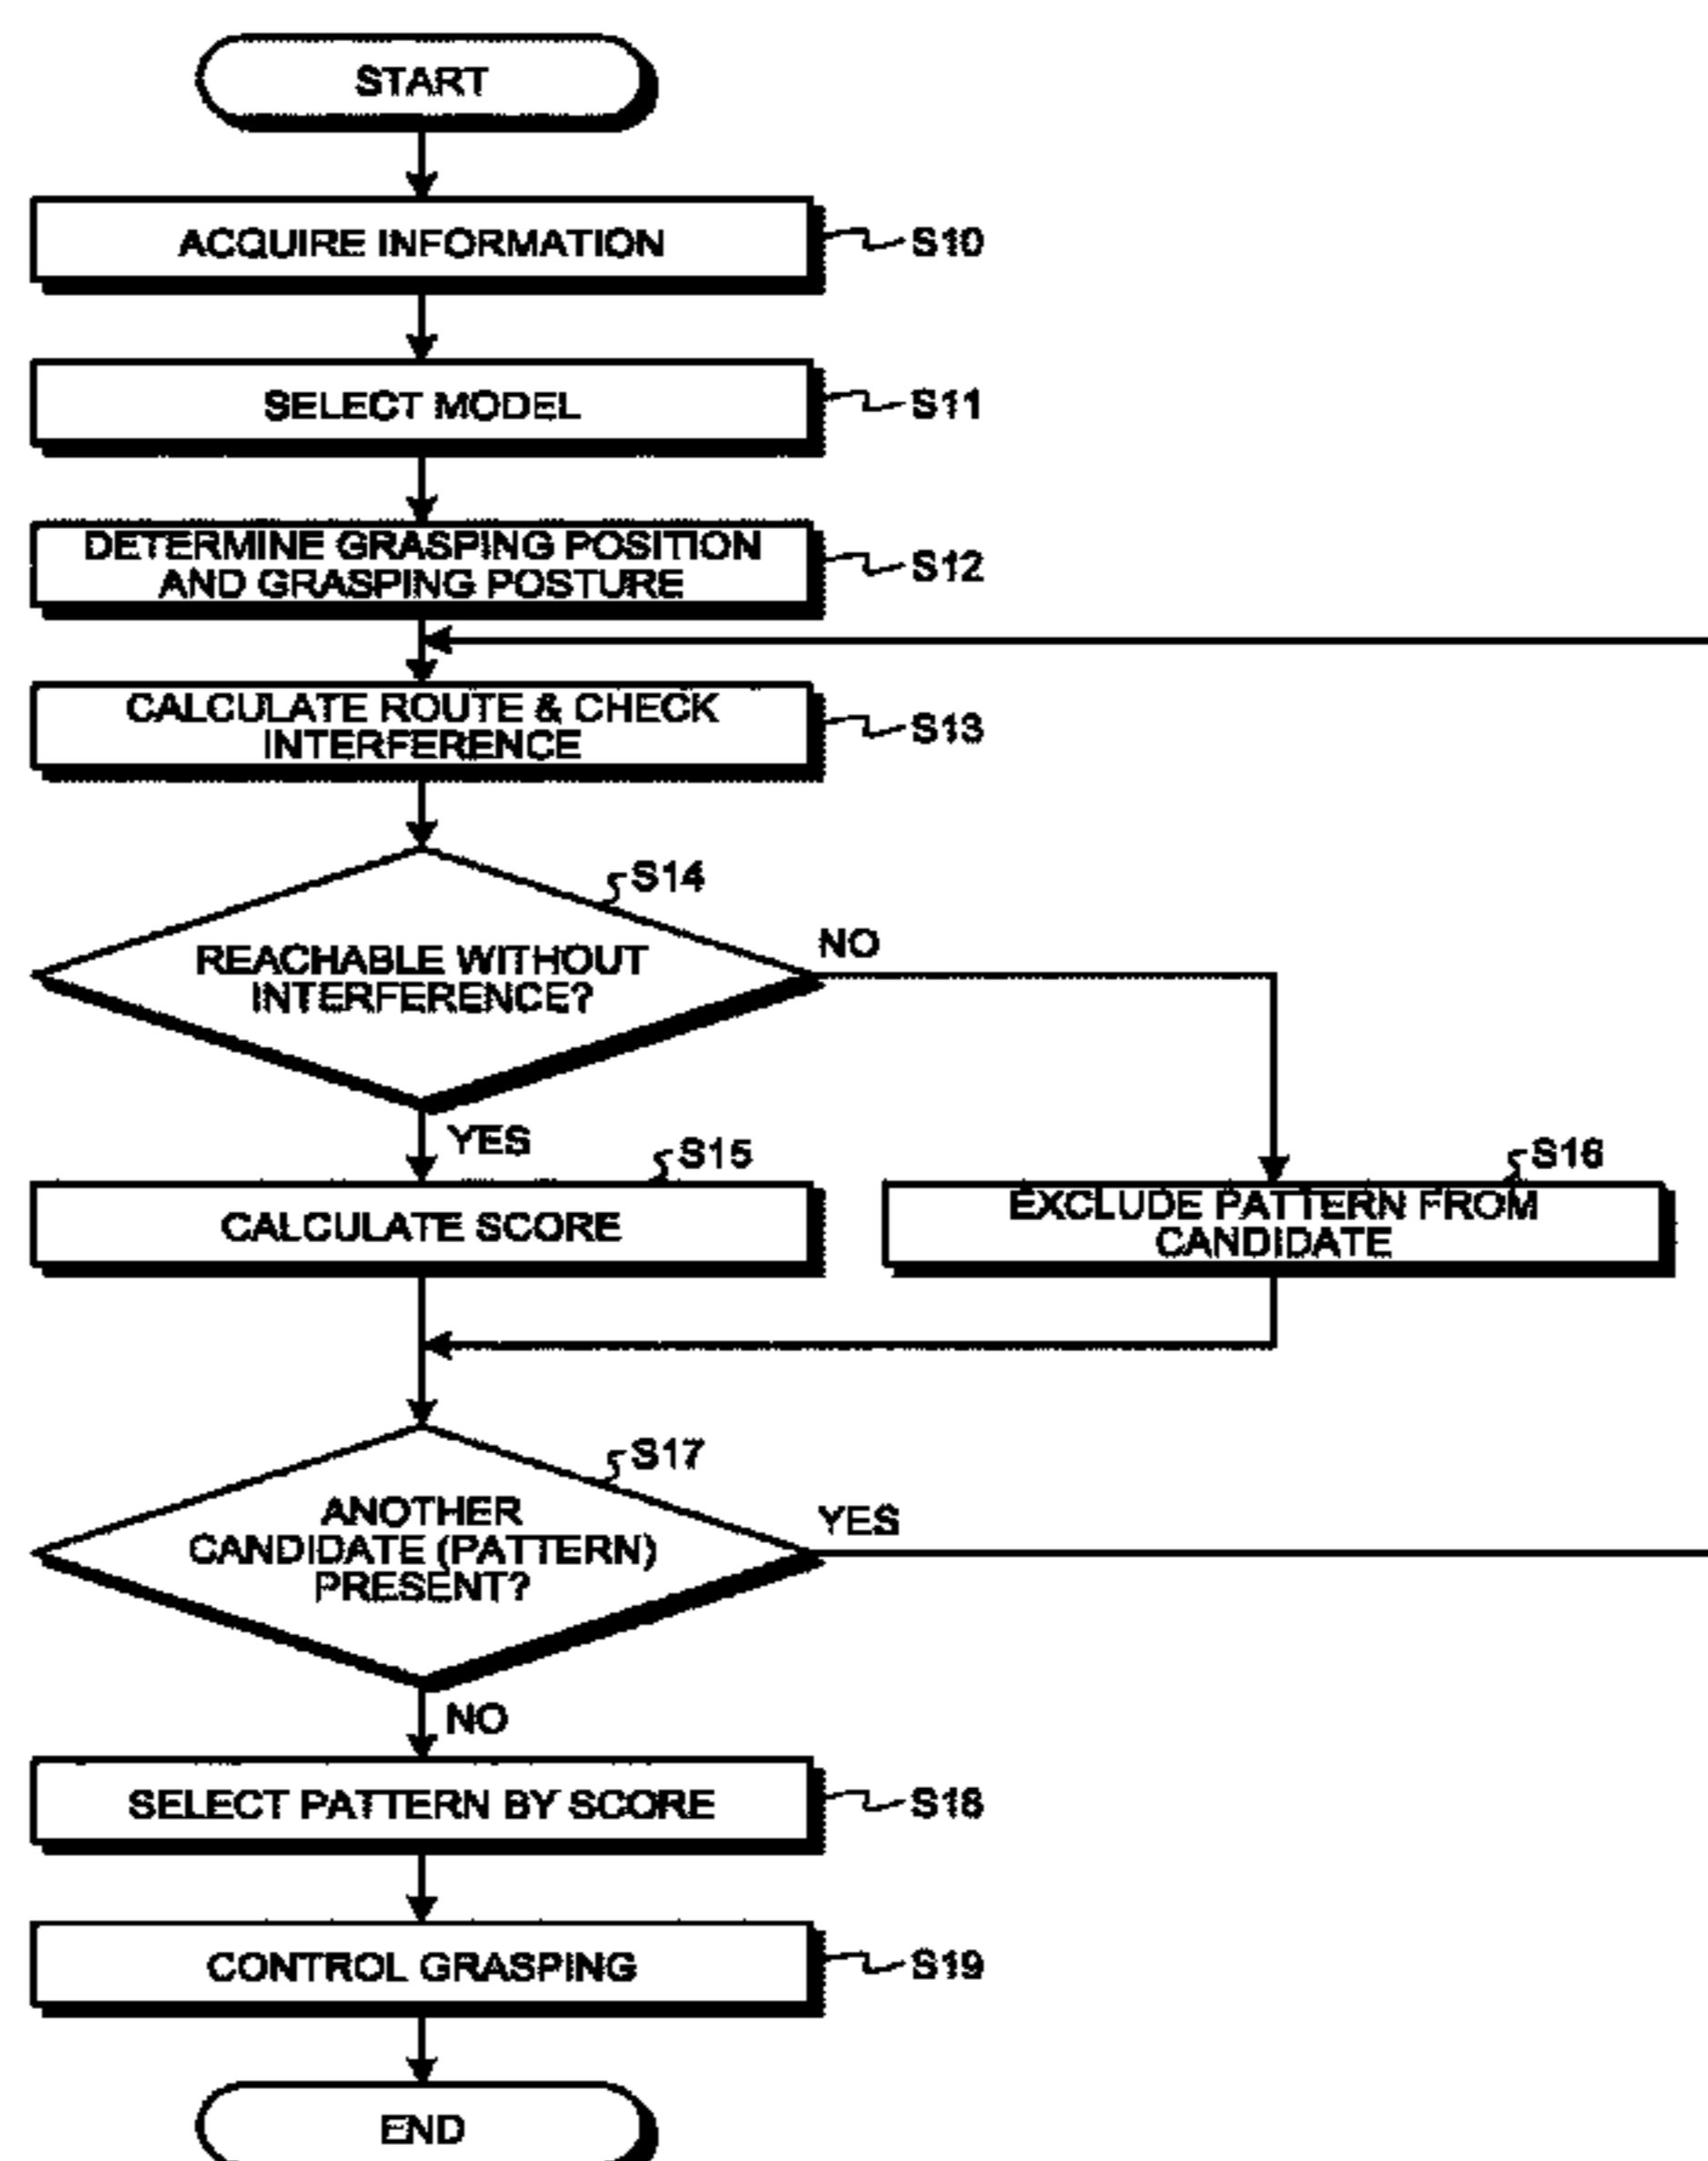 START
ACQUIRE INFORMATION
S10
SELECT MODEL
S11
DETERMINE GRASPING POSITION
AND GRASPING POSTURE
S12
CALCULATE ROUTE & CHECK
INTERFERENCE
S13
S14
REACHABLE WITHOUT
INTERFERENCE?
NO
YES
S15
CALCULATE SCORE
S16
EXCLUDE PATTERN FROM
CANDIDATE
S17
ANOTHER
CANDIDATE (PATTERN)
PRESENT?
YES
NO
SELECT PATTERN BY SCORE
S18
CONTROL GRASPING
S19
END